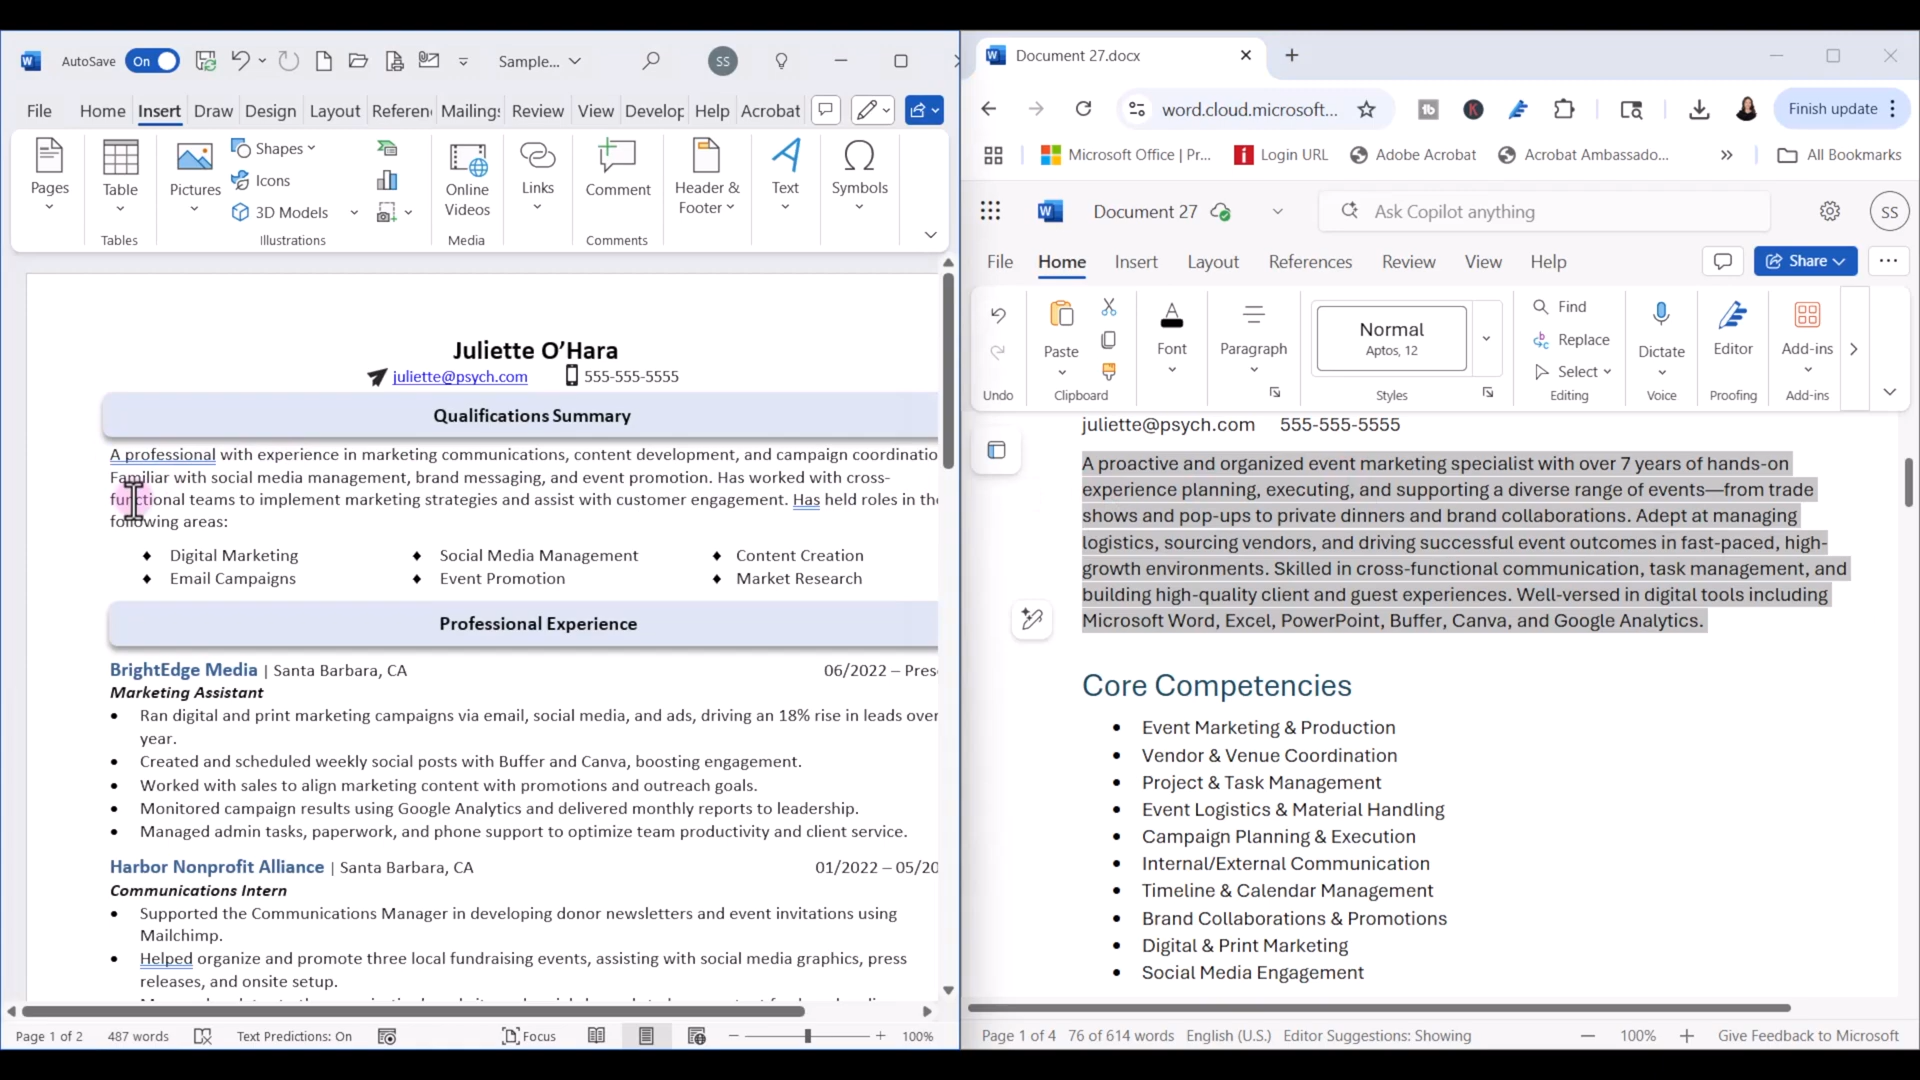 AutoSave On Sample... SS
File Home Insert Draw Design Layout Referen Mailings Review View Develop Help Acrobat
Pages Table Pictures Shapes Icons 3D Models Online Videos Links Comment Header & Footer Text Symbols
Tables Illustrations Media Comments
Juliette O’Hara
juliette@psych.com 555-555-5555
Qualifications Summary
A professional with experience in marketing communications, content development, and campaign coordinatio
Familiar with social media management, brand messaging, and event promotion. Has worked with cross-
functional teams to implement marketing strategies and assist with customer engagement. Has held roles in the
following areas:
♦ Digital Marketing ♦ Social Media Management ♦ Content Creation
♦ Email Campaigns ♦ Event Promotion ♦ Market Research
Professional Experience
BrightEdge Media | Santa Barbara, CA 06/2022 – Prese
Marketing Assistant
• Ran digital and print marketing campaigns via email, social media, and ads, driving an 18% rise in leads over
year.
• Created and scheduled weekly social posts with Buffer and Canva, boosting engagement.
• Worked with sales to align marketing content with promotions and outreach goals.
• Monitored campaign results using Google Analytics and delivered monthly reports to leadership.
• Managed admin tasks, paperwork, and phone support to optimize team productivity and client service.
Harbor Nonprofit Alliance | Santa Barbara, CA 01/2022 – 05/20
Communications Intern
• Supported the Communications Manager in developing donor newsletters and event invitations using
Mailchimp.
• Helped organize and promote three local fundraising events, assisting with social media graphics, press
releases, and onsite setup.
Page 1 of 2 487 words Text Predictions: On Focus 100%
Document 27.docx
word.cloud.microsoft... Finish update
Microsoft Office | Pr... Login URL Adobe Acrobat Acrobat Ambassado... All Bookmarks
Document 27 Ask Copilot anything SS
File Home Insert Layout References Review View Help Share
Paste Font Paragraph Normal Aptos, 12 Find Replace Select Dictate Editor Add-ins
Undo Clipboard Styles Editing Voice Proofing Add-ins
juliette@psych.com 555-555-5555
A proactive and organized event marketing specialist with over 7 years of hands-on
experience planning, executing, and supporting a diverse range of events—from trade
shows and pop-ups to private dinners and brand collaborations. Adept at managing
logistics, sourcing vendors, and driving successful event outcomes in fast-paced, high-
growth environments. Skilled in cross-functional communication, task management, and
building high-quality client and guest experiences. Well-versed in digital tools including
Microsoft Word, Excel, PowerPoint, Buffer, Canva, and Google Analytics.
Core Competencies
• Event Marketing & Production
• Vendor & Venue Coordination
• Project & Task Management
• Event Logistics & Material Handling
• Campaign Planning & Execution
• Internal/External Communication
• Timeline & Calendar Management
• Brand Collaborations & Promotions
• Digital & Print Marketing
• Social Media Engagement
Page 1 of 4 76 of 614 words English (U.S.) Editor Suggestions: Showing 100% Give Feedback to Microsoft